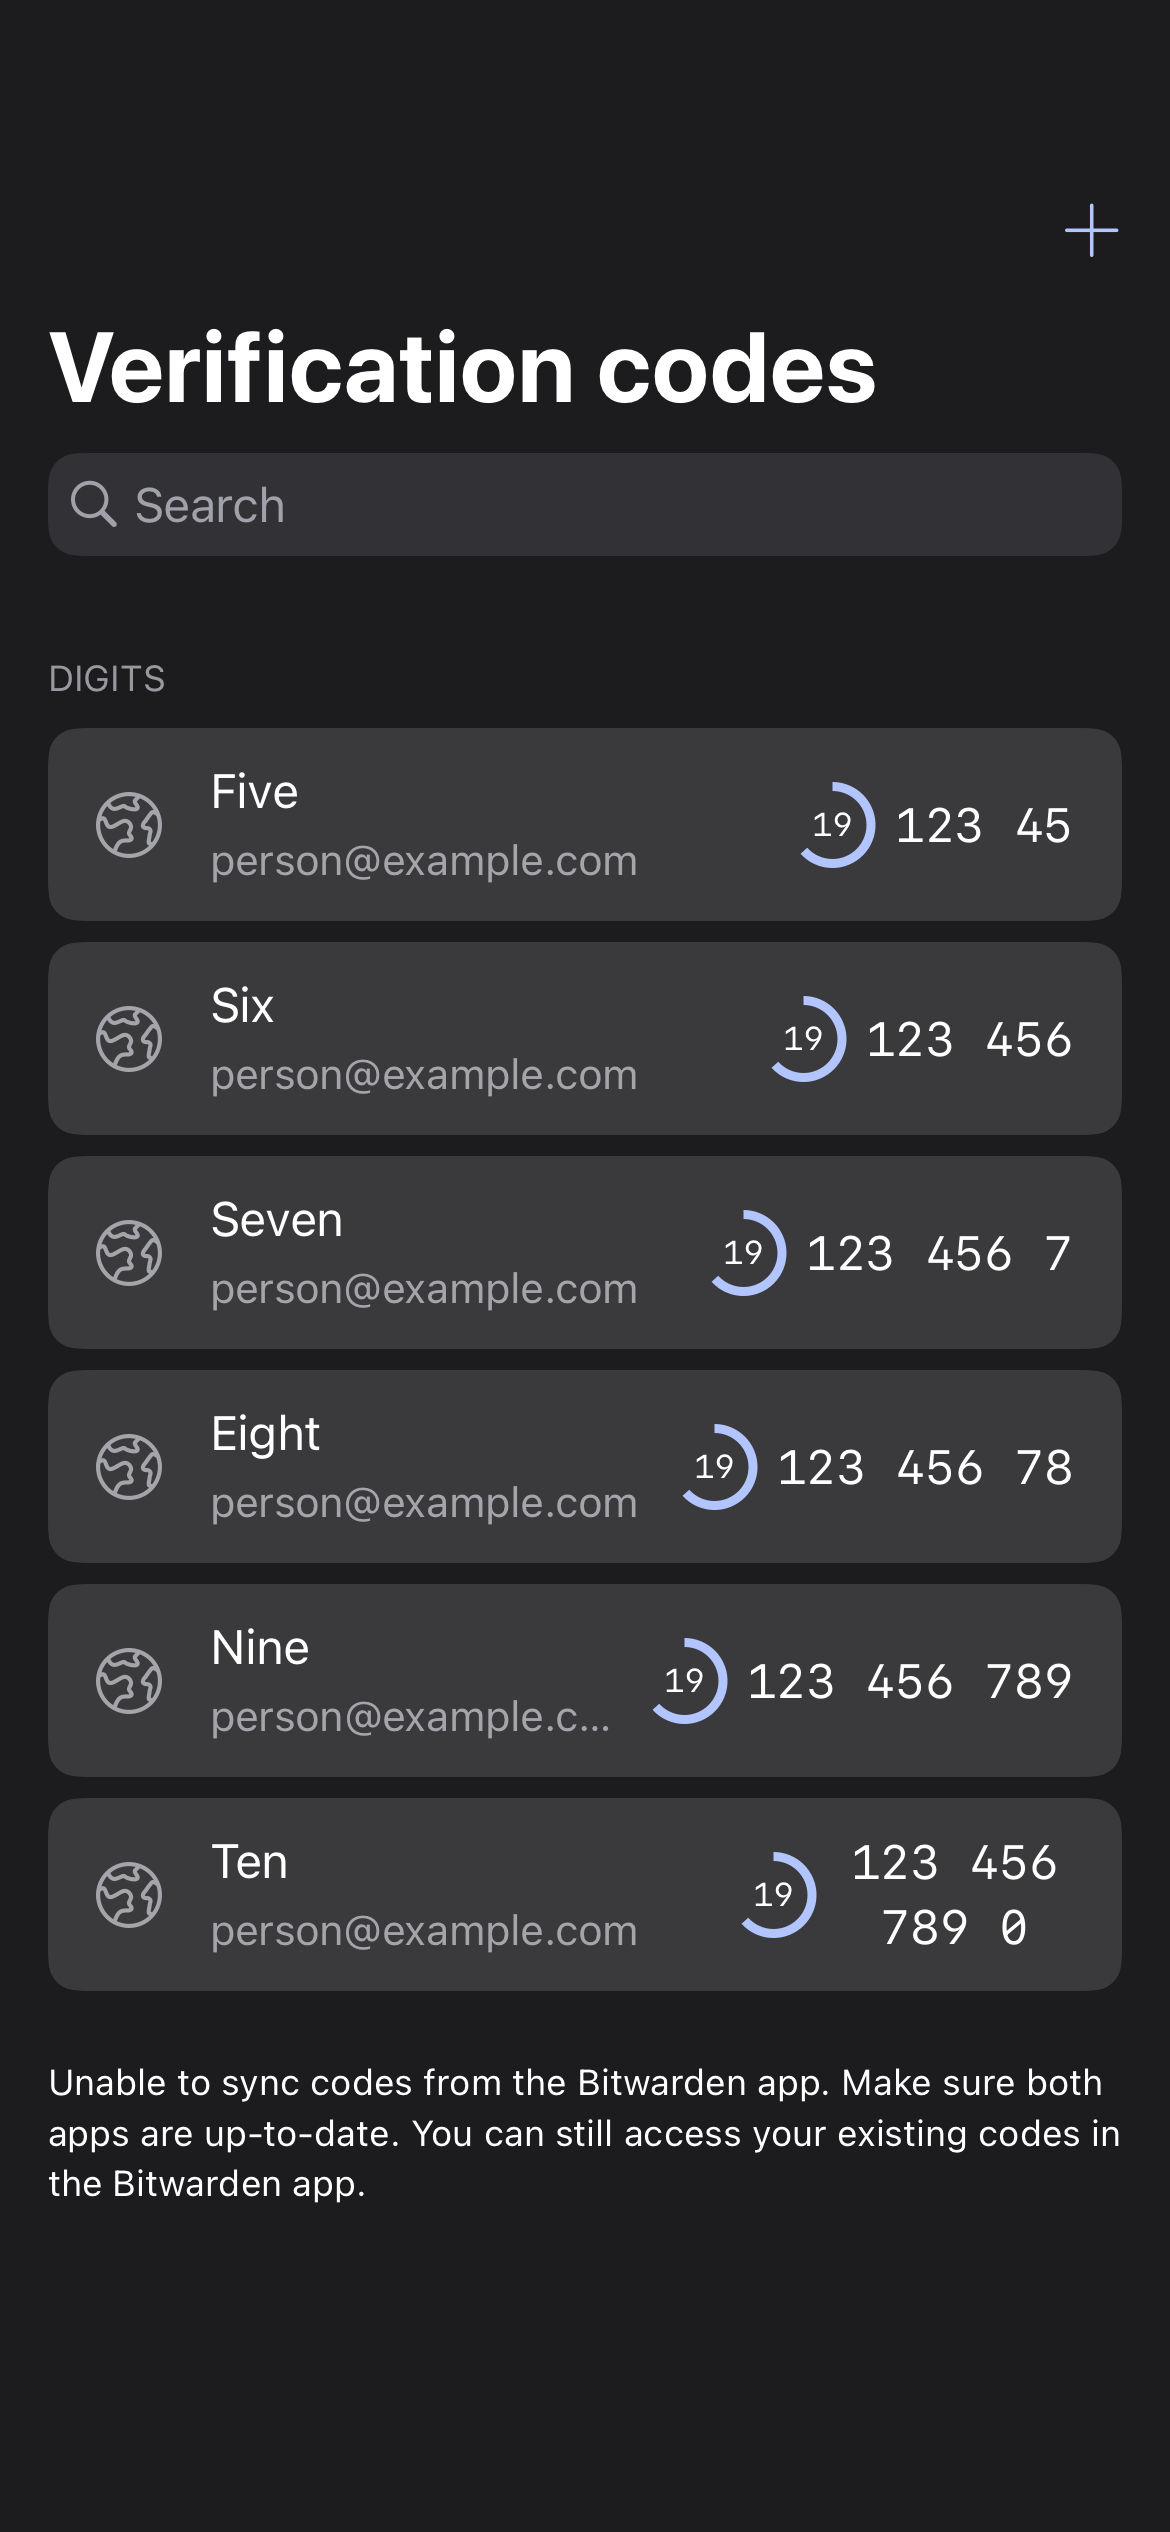 Verification codes
Search
DIGITS
Five
person@example.com
19
123 45
Six
person@example.com
19
123 456
Seven
person@example.com
19
123 456 7
Eight
person@example.com
19
123 456 78
Nine
person@example.c...
19
123 456 789
Ten
person@example.com
19
123 456
789 0
Unable to sync codes from the Bitwarden app. Make sure both
apps are up-to-date. You can still access your existing codes in
the Bitwarden app.